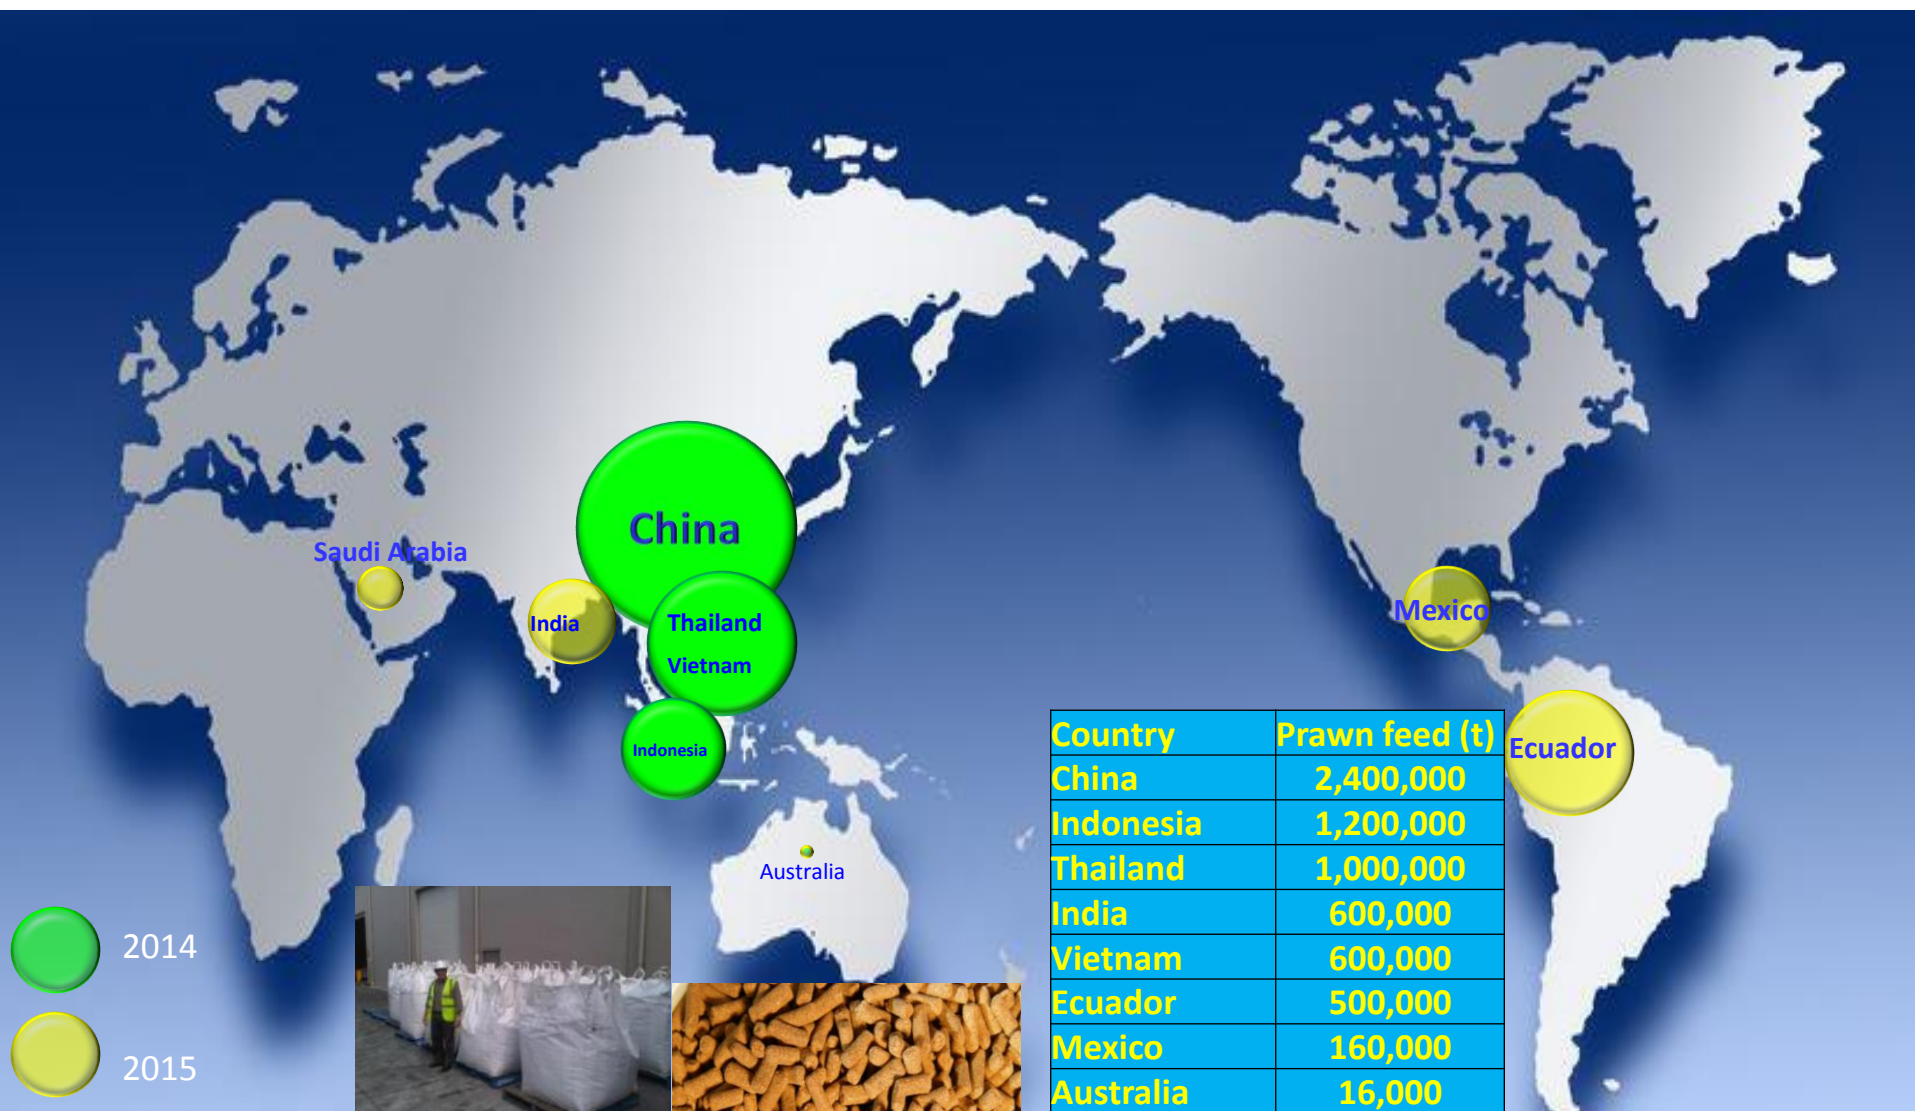 China
Saudi Arabia
India
Thailand
Vietnam
Mexico
Indonesia
Ecuador
Australia
Country Prawn feed (t)
China 2,400,000
Indonesia 1,200,000
Thailand 1,000,000
India 600,000
Vietnam 600,000
Ecuador 500,000
Mexico 160,000
Australia 16,000
2014
2015